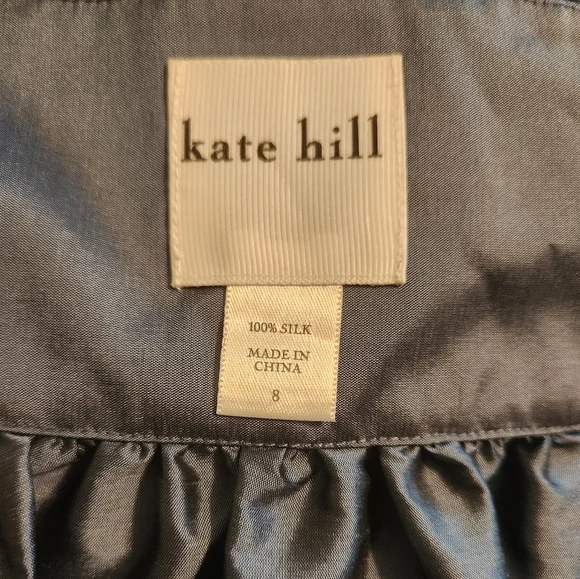 kate hill
100% SILK
MADE IN
CHINA
8